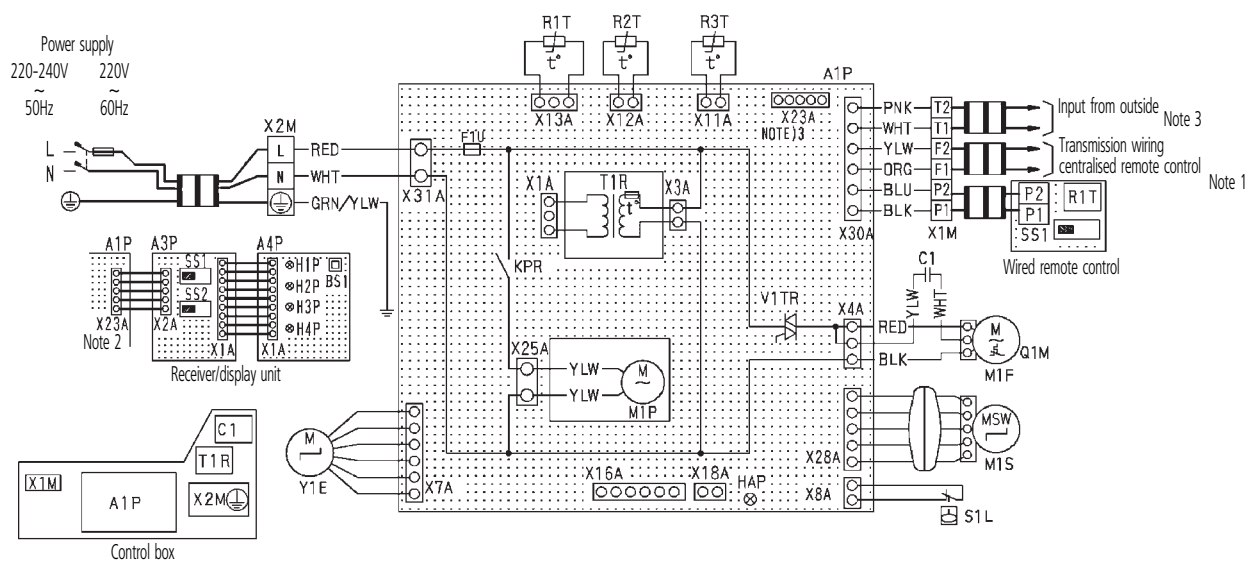 Power supply
220-240V 220V
~ ~
50Hz 60Hz
L
N
X2M
L
N
RED
WHT
GRN/YLW
R1T R2T R3T
t° t° t°
X13A X12A X11A
X23A
NOTE)3
A1P
X31A
F1U
X1A
T1R
t°
X3A
KPR
V1TR
X25A
YLW
YLW
M
~
M1P
X16A X18A
HAP
X30A
PNK T2
WHT T1
YLW F2
ORG F1
BLU P2
BLK P1
X1M
Input from outside
Note 3
Transmission wiring
centralised remote control
Note 1
P2
P1
R1T
SS1
Wired remote control
C1
YLW
WHT
X4A
RED
BLK
M
~
Q1M
M1F
X28A
MSW
M1S
X8A
S1L
A1P A3P A4P
SS1
SS2
H1P
H2P
H3P
H4P
BS1
X23A X2A
X1A X1A
Note 2
Receiver/display unit
M
Y1E
X7A
X1M
A1P
C1
T1R
X2M
Control box